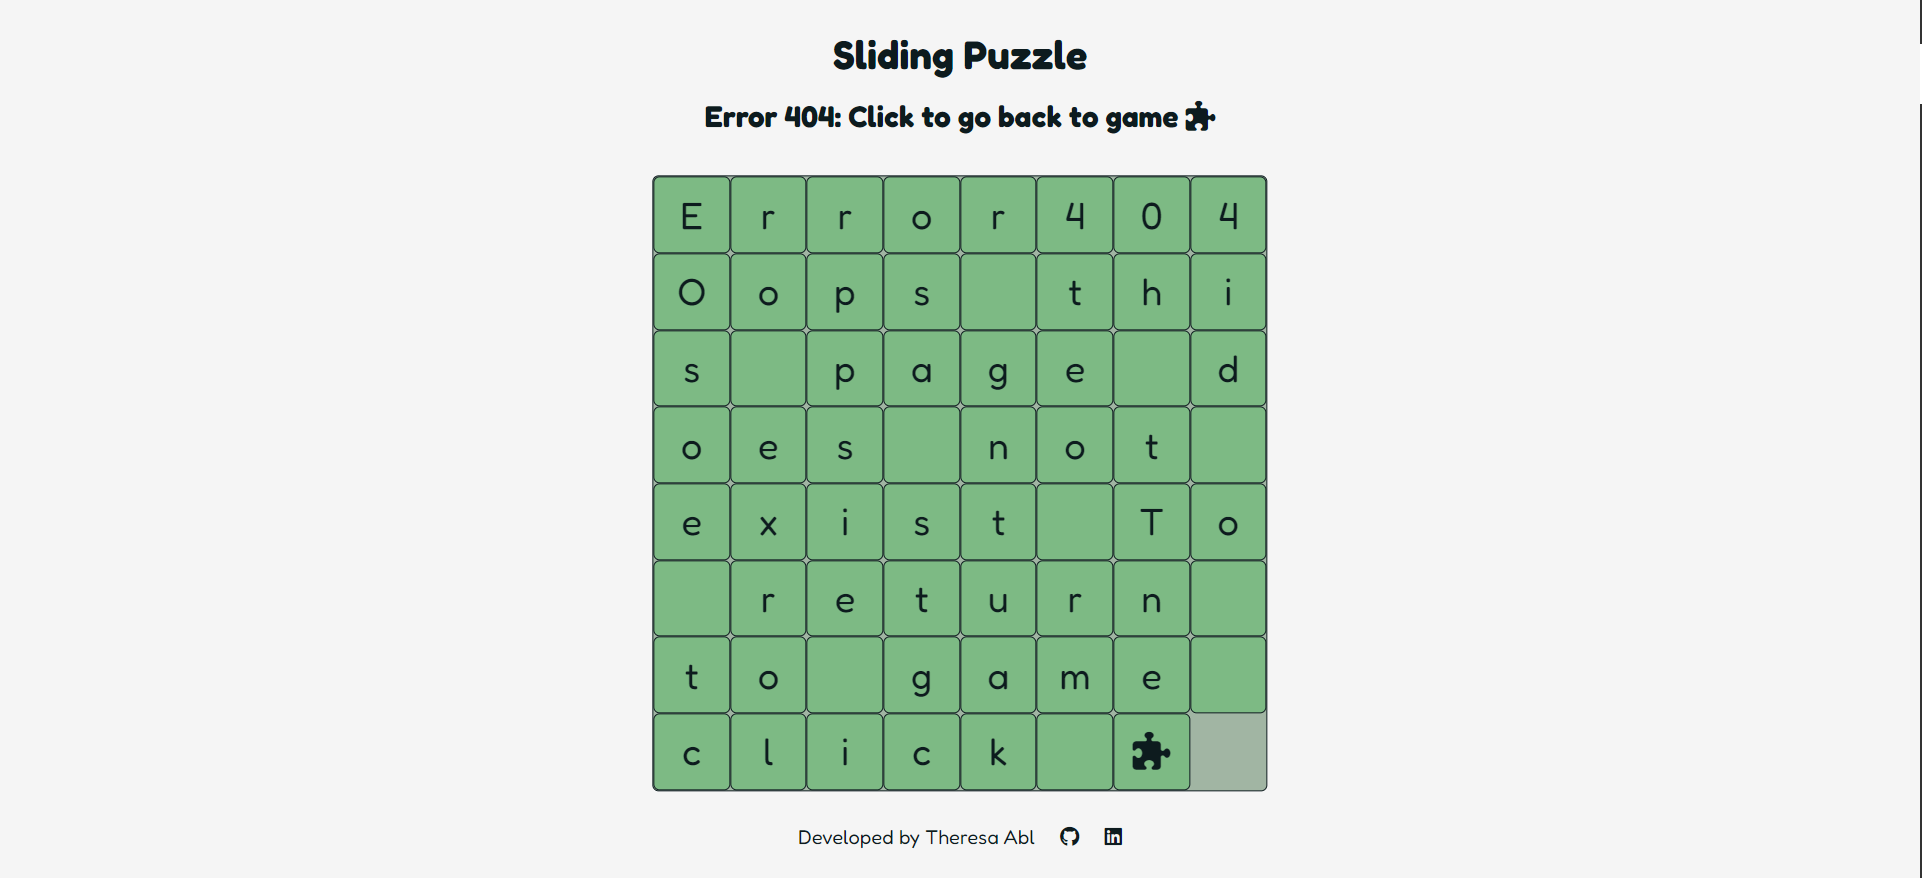 Sliding Puzzle
Error 404: Click to go back to game
E r r o r 4 0 4
O o p s t h i
s p a g e d
o e s n o t
e x i s t T o
r e t u r n
t o g a m e
c l i c k
Developed by Theresa Abl